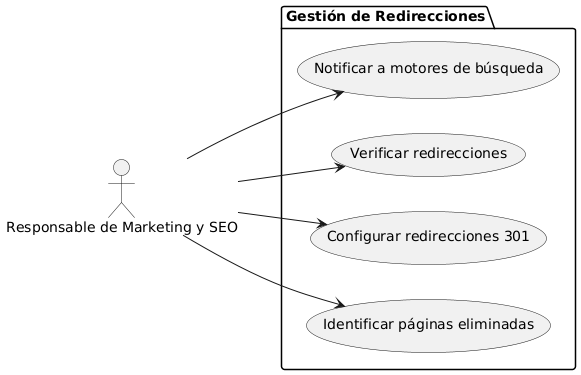 Gestión de Redirecciones
Notificar a motores de búsqueda
Verificar redirecciones
Responsable de Marketing y SEO
Configurar redirecciones 301
Identificar páginas eliminadas